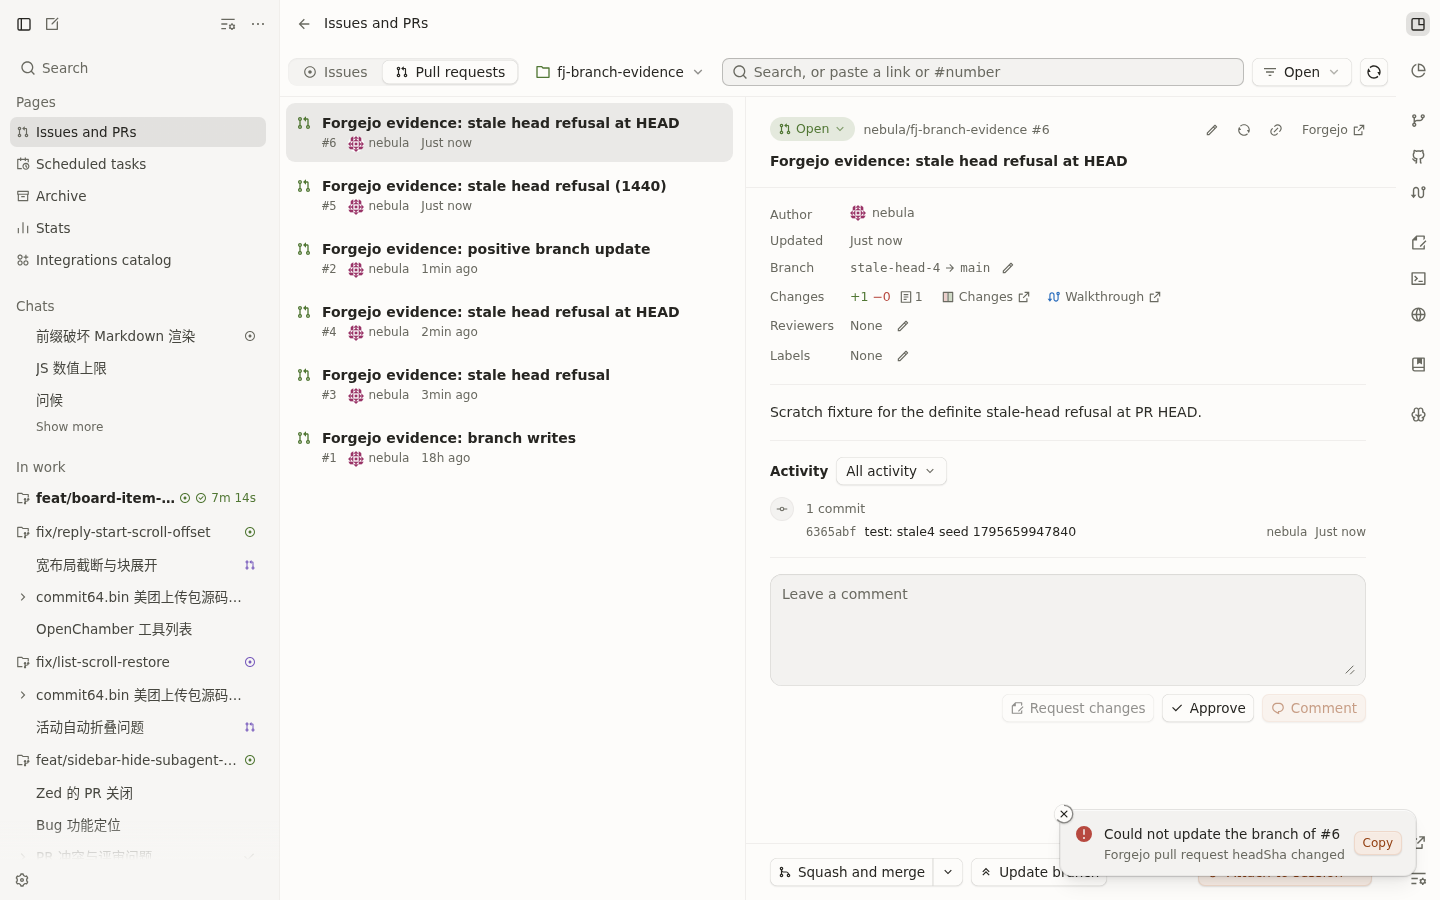 Issues and PRs
Search
Pages
Issues and PRs
Scheduled tasks
Archive
Stats
Integrations catalog
Chats
前缀破坏 Markdown 渲染
JS 数值上限
问候
Show more
In work
feat/board-item-... 7m 14s
fix/reply-start-scroll-offset
宽布局截断与块展开
commit64.bin 美团上传包源码...
OpenChamber 工具列表
fix/list-scroll-restore
commit64.bin 美团上传包源码...
活动自动折叠问题
feat/sidebar-hide-subagent-...
Zed 的 PR 关闭
Bug 功能定位
PR 冲突与评审问题
Issues
Pull requests
fj-branch-evidence
Search, or paste a link or #number
Open
Forgejo evidence: stale head refusal at HEAD
#6 nebula Just now
Forgejo evidence: stale head refusal (1440)
#5 nebula Just now
Forgejo evidence: positive branch update
#2 nebula 1min ago
Forgejo evidence: stale head refusal at HEAD
#4 nebula 2min ago
Forgejo evidence: stale head refusal
#3 nebula 3min ago
Forgejo evidence: branch writes
#1 nebula 18h ago
Open nebula/fj-branch-evidence #6 Forgejo
Forgejo evidence: stale head refusal at HEAD
Author nebula
Updated Just now
Branch stale-head-4 → main
Changes +1 −0 1 Changes Walkthrough
Reviewers None
Labels None
Scratch fixture for the definite stale-head refusal at PR HEAD.
Activity All activity
1 commit
6365abf test: stale4 seed 1795659947840 nebula Just now
Leave a comment
Request changes Approve Comment
Could not update the branch of #6
Forgejo pull request headSha changed
Copy
Squash and merge Update branch